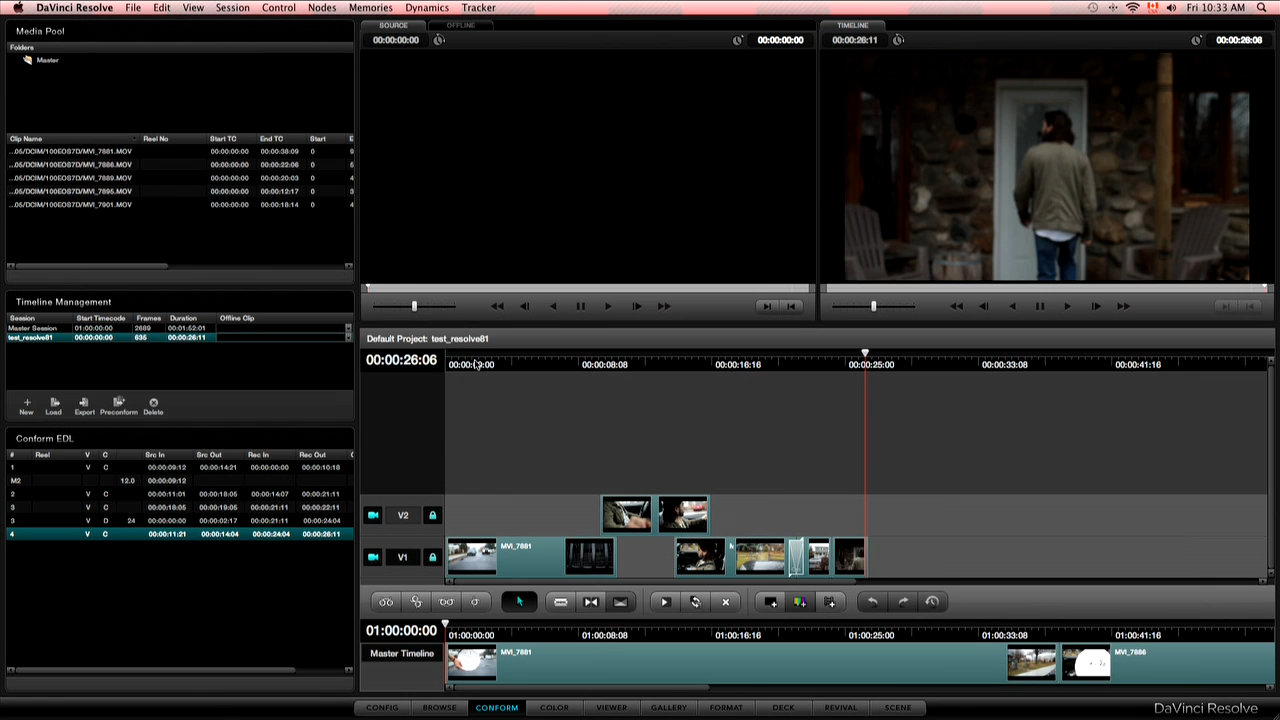 DaVinci Resolve File Edit View Session Control Nodes Memories Dynamics Tracker Fri 10:33 AM
Media Pool
Folders
Master
Clip Name Reel No Start TC End TC Start E
...05/DCIM/100EOS7D/MVI_7881.MOV 00:00:00:00 00:00:38:09 0 9
...05/DCIM/100EOS7D/MVI_7886.MOV 00:00:00:00 00:00:22:08 0 5
...05/DCIM/100EOS7D/MVI_7889.MOV 00:00:00:00 00:00:20:03 0 4
...05/DCIM/100EOS7D/MVI_7895.MOV 00:00:00:00 00:00:12:17 0 3
...05/DCIM/100EOS7D/MVI_7901.MOV 00:00:00:00 00:00:18:14 0 4
SOURCE OFFLINE
00:00:00:00 00:00:00:00
TIMELINE
00:00:26:11 00:00:26:06
Timeline Management
Session Start Timecode Frames Duration Offline Clip
Master Session 01:00:00:00 2689 00:01:52:01
test_resolve81 00:00:00:00 635 00:00:26:11
New Load Export Preconform Delete
Conform EDL
# Reel V C Src In Src Out Rec In Rec Out
1 V C 00:00:09:12 00:00:14:21 00:00:00:00 00:00:10:18
M2 12.0 00:00:09:12
2 V C 00:00:11:01 00:00:18:05 00:00:14:07 00:00:21:11
3 V C 00:00:18:05 00:00:19:05 00:00:21:11 00:00:22:11
3 V D 24 00:00:00:00 00:00:02:17 00:00:21:11 00:00:24:04
4 V C 00:00:11:21 00:00:14:04 00:00:24:04 00:00:26:11
Default Project: test_resolve81
00:00:26:06 00:00:08:08 00:00:16:16 00:00:25:00 00:00:33:08 00:00:41:16
V2
V1 MVI_7881 M
01:00:00:00 01:00:00:00 01:00:08:08 01:00:16:16 01:00:25:00 01:00:33:08 01:00:41:16
Master Timeline MVI_7881 MVI_7886
CONFIG BROWSE CONFORM COLOR VIEWER GALLERY FORMAT DECK REVIVAL SCENE
DaVinci Resolve